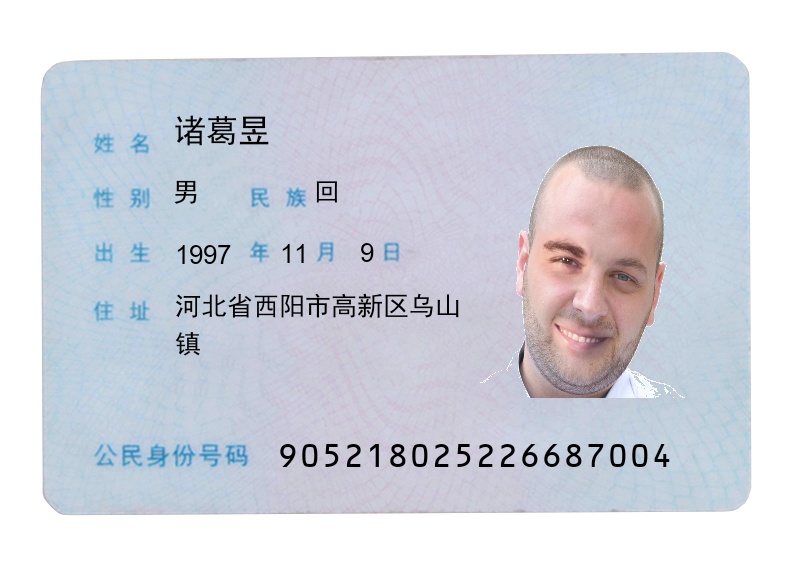 姓名 诸葛昱
性别 男 民族 回
出生 1997 年 11 月 9 日
住址 河北省西阳市高新区乌山
镇
公民身份号码 905218025226687004